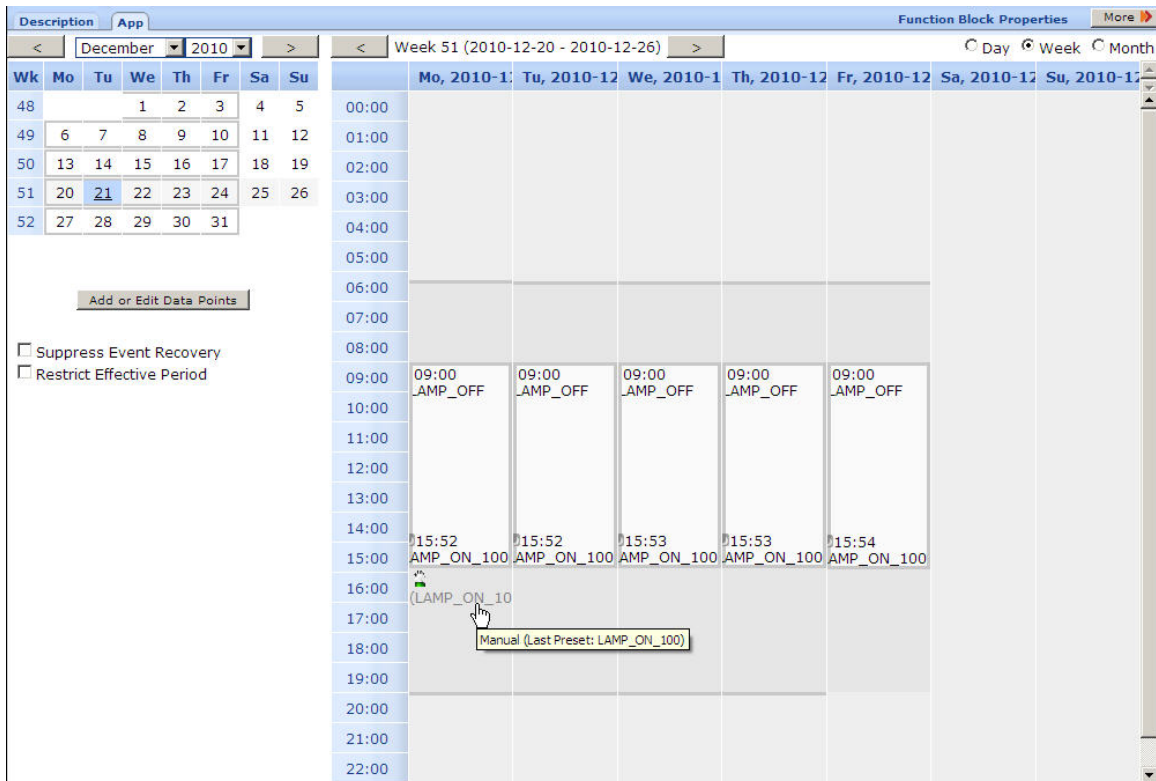 Description App Function Block Properties More
< December 2010 > < Week 51 (2010-12-20 - 2010-12-26) > Day Week Month
Wk Mo Tu We Th Fr Sa Su
48 1 2 3 4 5
49 6 7 8 9 10 11 12
50 13 14 15 16 17 18 19
51 20 21 22 23 24 25 26
52 27 28 29 30 31
Add or Edit Data Points
Suppress Event Recovery
Restrict Effective Period
Mo, 2010-1 Tu, 2010-12 We, 2010-1 Th, 2010-12 Fr, 2010-12 Sa, 2010-12 Su, 2010-12
00:00
01:00
02:00
03:00
04:00
05:00
06:00
07:00
08:00
09:00 09:00 09:00 09:00 09:00 09:00
LAMP_OFF LAMP_OFF LAMP_OFF LAMP_OFF LAMP_OFF
10:00
11:00
12:00
13:00
14:00
15:52 15:52 15:53 15:53 15:54
15:00 AMP_ON_100 AMP_ON_100 AMP_ON_100 AMP_ON_100 AMP_ON_100
16:00 (LAMP_ON_10
17:00
Manual (Last Preset: LAMP_ON_100)
18:00
19:00
20:00
21:00
22:00